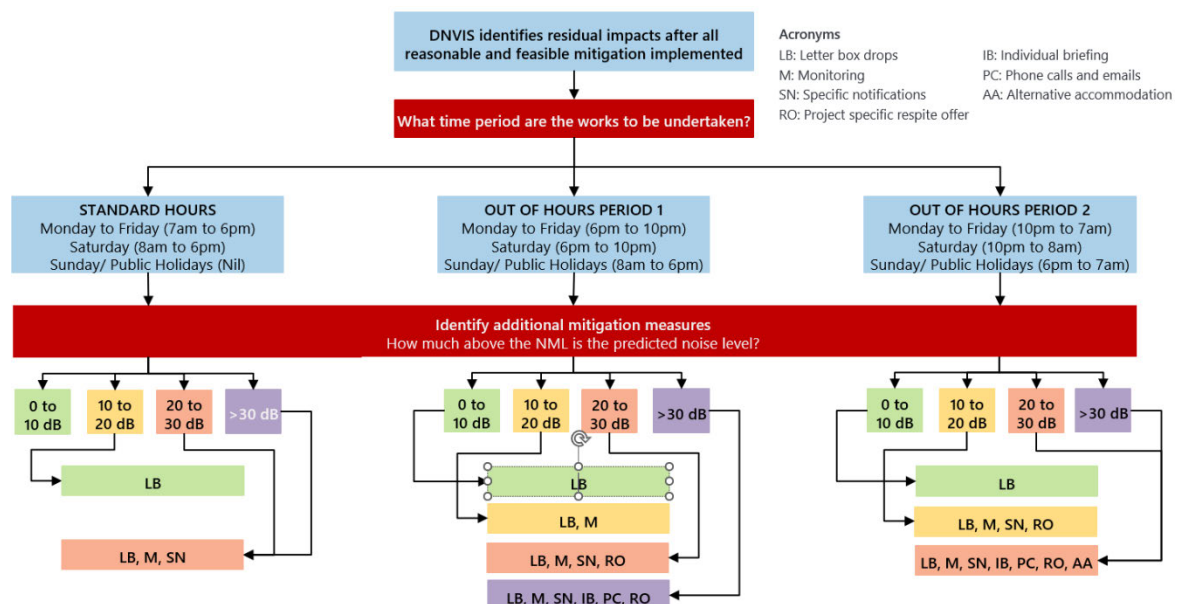 DNVIS identifies residual impacts after all
reasonable and feasible mitigation implemented
Acronyms
LB: Letter box drops
IB: Individual briefing
M: Monitoring
PC: Phone calls and emails
SN: Specific notifications
AA: Alternative accommodation
RO: Project specific respite offer
What time period are the works to be undertaken?
STANDARD HOURS
Monday to Friday (7am to 6pm)
Saturday (8am to 6pm)
Sunday/ Public Holidays (Nil)
OUT OF HOURS PERIOD 1
Monday to Friday (6pm to 10pm)
Saturday (6pm to 10pm)
Sunday/ Public Holidays (8am to 6pm)
OUT OF HOURS PERIOD 2
Monday to Friday (10pm to 7am)
Saturday (10pm to 8am)
Sunday/ Public Holidays (6pm to 7am)
Identify additional mitigation measures
How much above the NML is the predicted noise level?
0 to
10 dB
10 to
20 dB
20 to
30 dB
>30 dB
LB
LB, M, SN
0 to
10 dB
10 to
20 dB
20 to
30 dB
>30 dB
LB
LB, M
LB, M, SN, RO
LB, M, SN, IB, PC, RO
0 to
10 dB
10 to
20 dB
20 to
30 dB
>30 dB
LB
LB, M, SN, RO
LB, M, SN, IB, PC, RO, AA